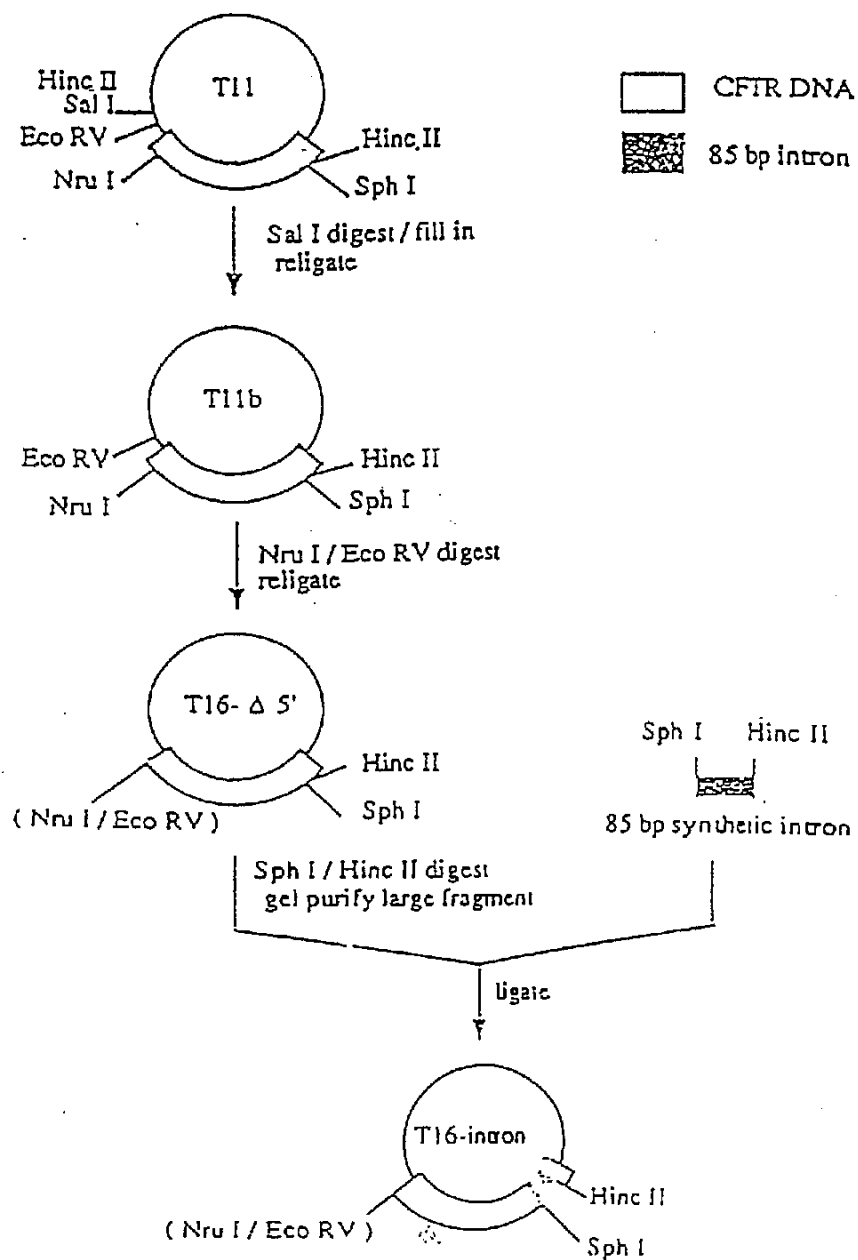 T11
Hinc II
Sal I
Eco RV
Nru I
Hinc II
Sph I
CFTR DNA
85 bp intron
Sal I digest / fill in
religate
T11b
Eco RV
Nru I
Hinc II
Sph I
Nru I / Eco RV digest
religate
T16- Δ 5'
Hinc II
Sph I
( Nru I / Eco RV )
Sph I Hinc II
85 bp synthetic intron
Sph I / Hinc II digest
gel purify large fragment
ligate
T16-intron
Hinc II
Sph I
( Nru I / Eco RV )